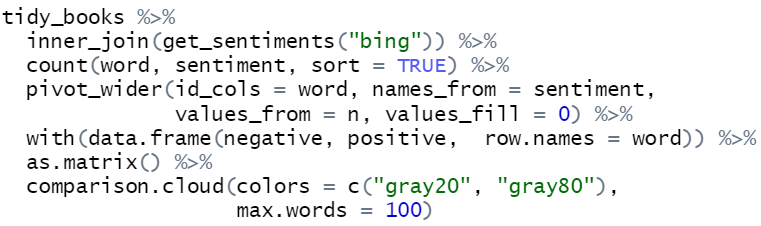 tidy_books %>%
  inner_join(get_sentiments("bing")) %>%
  count(word, sentiment, sort = TRUE) %>%
  pivot_wider(id_cols = word, names_from = sentiment,
              values_from = n, values_fill = 0) %>%
  with(data.frame(negative, positive,  row.names = word)) %>%
  as.matrix() %>%
  comparison.cloud(colors = c("gray20", "gray80"),
                   max.words = 100)